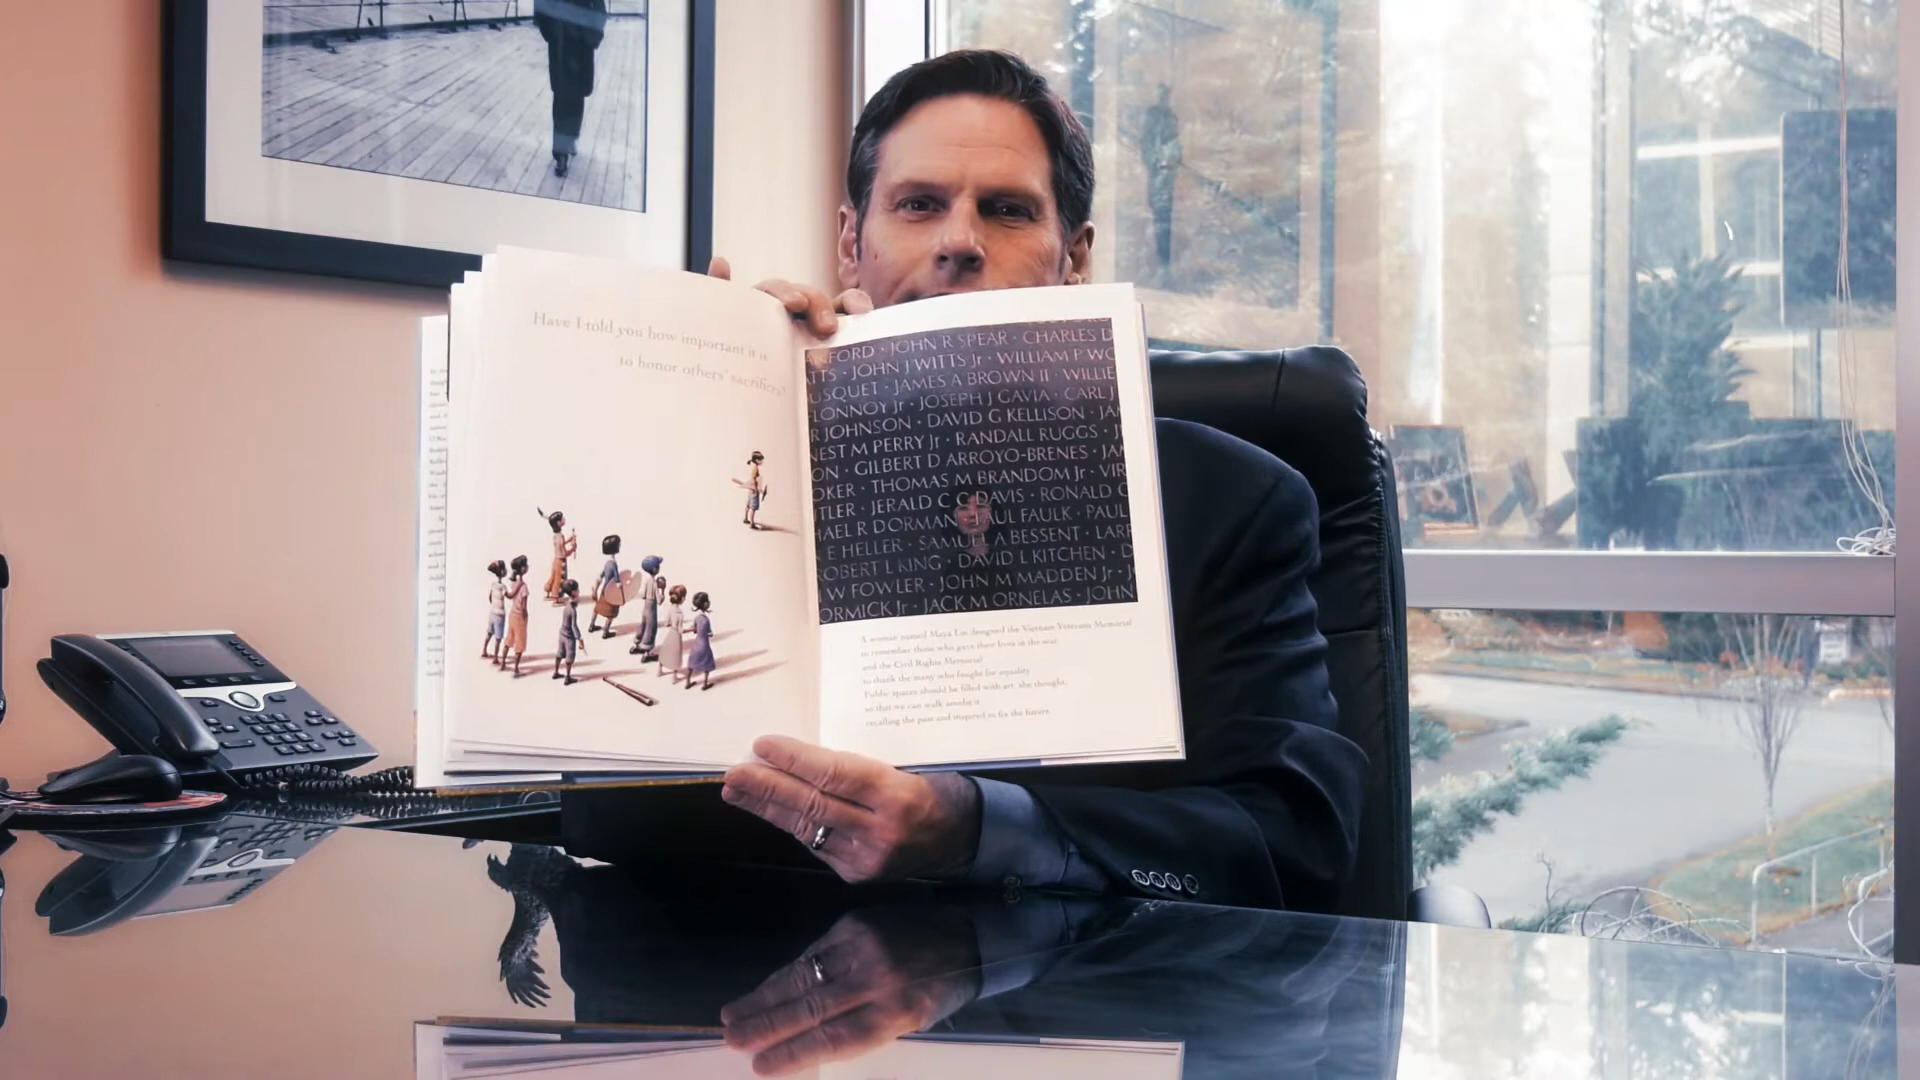 Have I told you how important it is
to honor others' sacrifices?
NFORD · JOHN R SPEAR · CHARLES D
TTS · JOHN J WITTS Jr · WILLIAM P WO
USQUET · JAMES A BROWN II · WILLIE
LONNOY Jr · JOSEPH J GAVIA · CARL J
R JOHNSON · DAVID G KELLISON · JA
NEST M PERRY Jr · RANDALL RUGGS · J
ON · GILBERT D ARROYO-BRENES · JA
OKER · THOMAS M BRANDOM Jr · VIR
TLER · JERALD C C DAVIS · RONALD C
HAEL R DORMAN · PAUL FAULK · PAUL
E HELLER · SAMUEL A BESSENT · LAR
OBERT L KING · DAVID L KITCHEN · D
W FOWLER · JOHN M MADDEN Jr · J
ORMICK Jr · JACK M ORNELAS · JOHN
A woman named Maya Lin designed the Vietnam Veterans Memorial
to remember those who gave their lives in the war
and the Civil Rights Memorial
to thank the many who fought for equality.
Public spaces should be filled with art, she thought,
so that we can walk amidst it
recalling the past and inspired to fix the future.